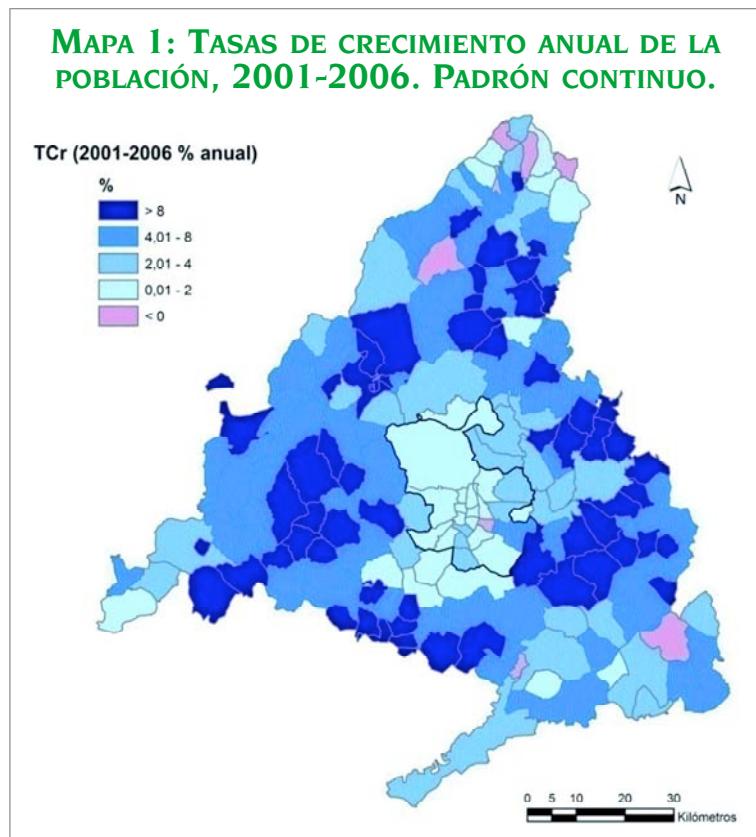 MAPA 1: TASAS DE CRECIMIENTO ANUAL DE LA
POBLACIÓN, 2001-2006. PADRÓN CONTINUO.
TCr (2001-2006 % anual)
%
> 8
4,01 - 8
2,01 - 4
0,01 - 2
< 0
N
0 5 10 20 30
Kilómetros